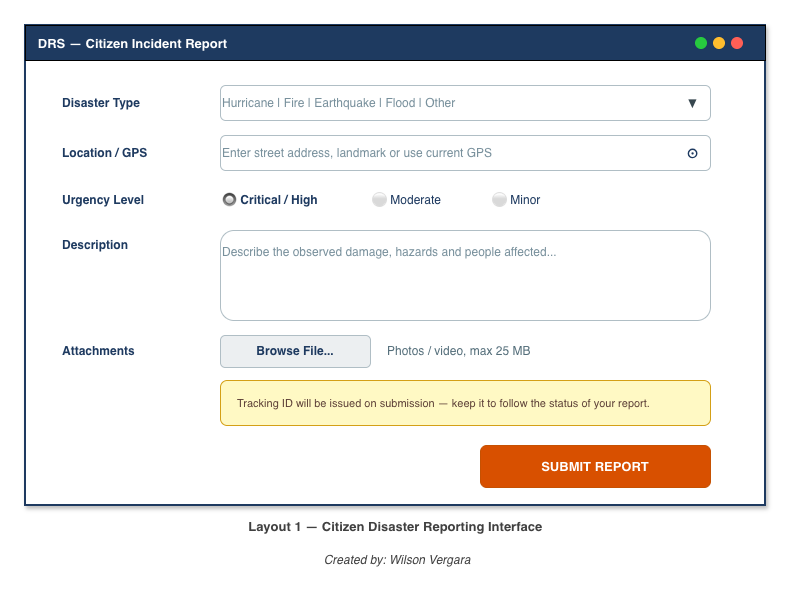 DRS — Citizen Incident Report
Disaster Type
Hurricane | Fire | Earthquake | Flood | Other
Location / GPS
Enter street address, landmark or use current GPS
Urgency Level
Critical / High
Moderate
Minor
Description
Describe the observed damage, hazards and people affected...
Attachments
Browse File...
Photos / video, max 25 MB
Tracking ID will be issued on submission — keep it to follow the status of your report.
SUBMIT REPORT
Layout 1 — Citizen Disaster Reporting Interface
Created by: Wilson Vergara